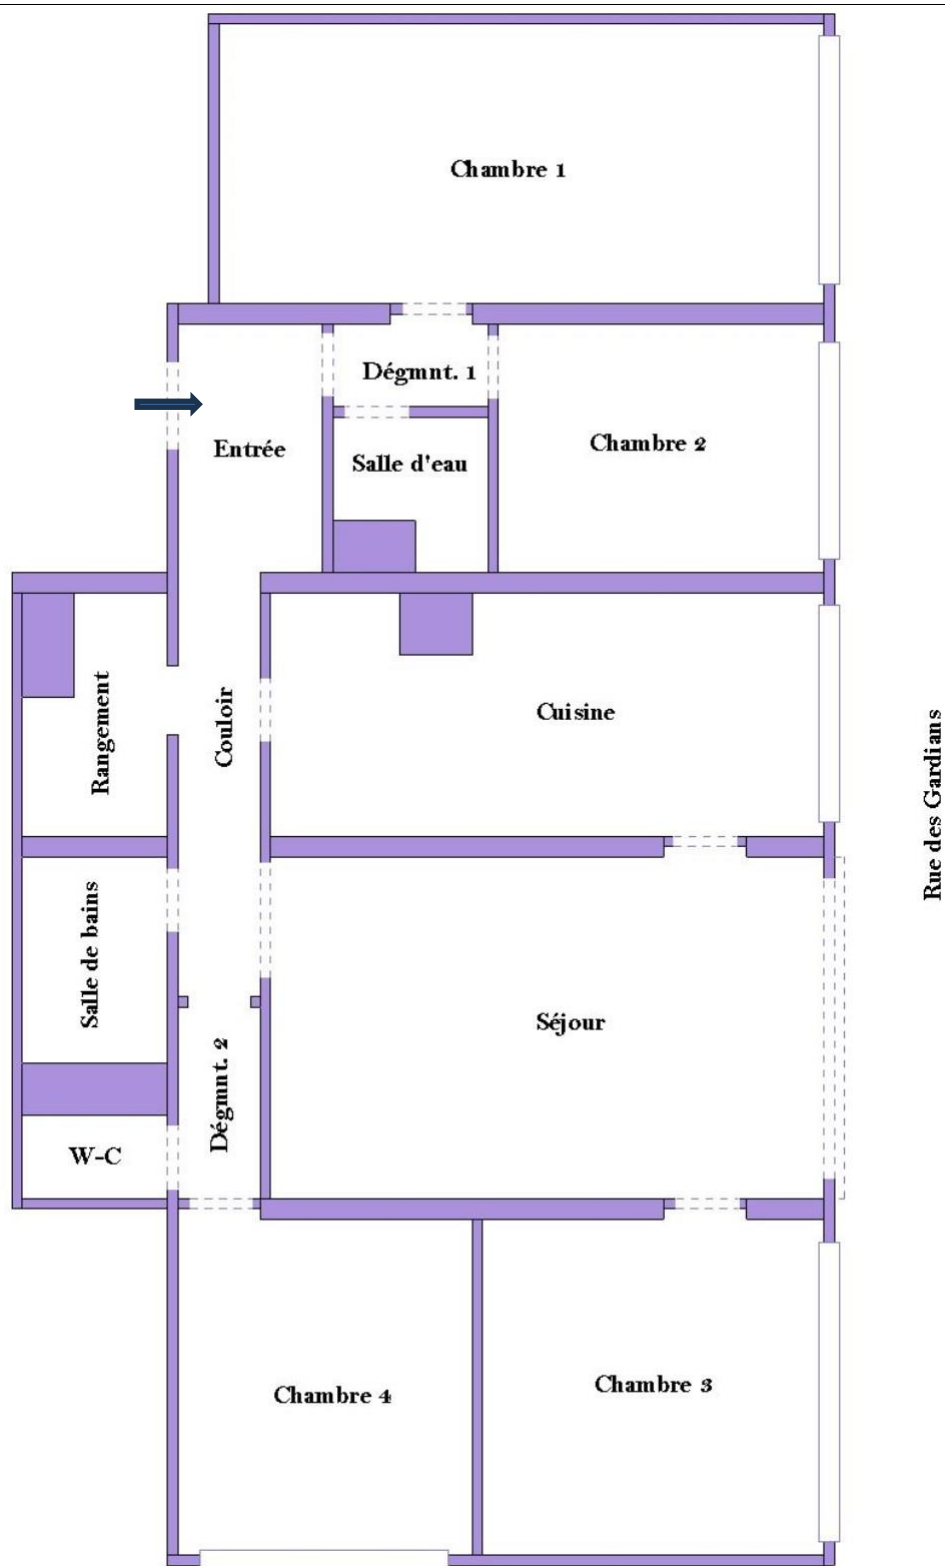 Chambre 1
Dégmnt. 1
Entrée
Salle d'eau
Chambre 2
Rangement
Couloir
Cuisine
Rue des Gardians
Salle de bains
Séjour
Dégmnt. 2
W-C
Chambre 4
Chambre 3